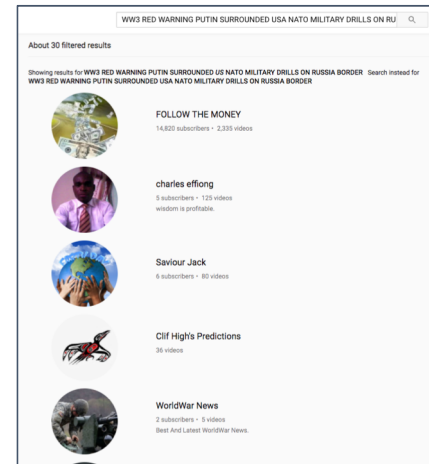 WW3 RED WARNING PUTIN SURROUNDED USA NATO MILITARY DRILLS ON RU
About 30 filtered results
Showing results for WW3 RED WARNING PUTIN SURROUNDED US NATO MILITARY DRILLS ON RUSSIA BORDER Search instead for
WW3 RED WARNING PUTIN SURROUNDED USA NATO MILITARY DRILLS ON RUSSIA BORDER
FOLLOW THE MONEY
14,820 subscribers • 2,335 videos
charles effiong
5 subscribers • 125 videos
wisdom is profitable.
Saviour Jack
6 subscribers • 80 videos
Clif High's Predictions
36 videos
WorldWar News
2 subscribers • 5 videos
Best And Latest WorldWar News.